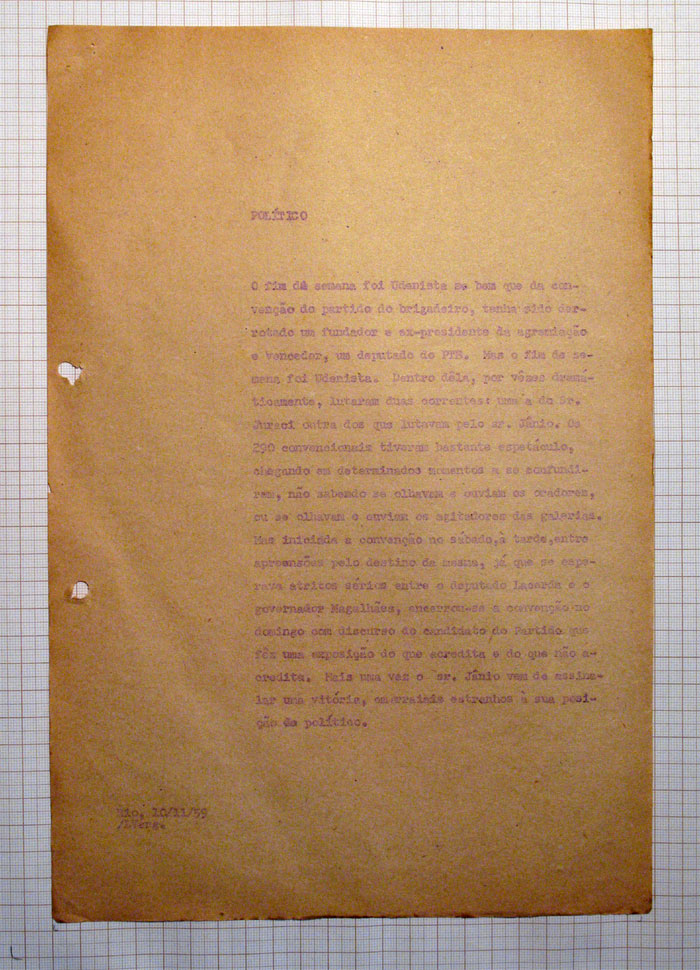 POLÍTICO
O fim da semana foi Udenista se bem que da con-
venção do partido do brigadeiro, tenha sido der-
rotado um fundador e ex-presidente da agremiação
e vencedor, um deputado do PTB. Mas o fim de se-
mana foi Udenista. Dentro dêla, por vêzes dramá-
ticamente, lutaram duas correntes: uma a do Sr.
Juraci outra dos que lutavam pelo sr. Jânio. Os
290 convencionais tiveram bastante espetáculo,
chegando em determinados momentos a se confundi-
rem, não sabendo se olhavam e ouviam os oradores,
ou se olhavam e ouviam os agitadores das galerias.
Mas iniciada a convenção no sábado,à tarde,entre
apreensões pelo destino da mesma, já que se espe-
rava atritos sérios entre o deputado Lacerda e o
governador Magalhães, encerrou-se a convenção no
domingo com discurso do candidato do Partido que
fêz uma exposição do que acredita e do que não a-
credita. Mais uma vez o sr. Jânio vem de assina-
lar uma vitória, em arraiais estranhos à sua posi-
ção de político.
Rio, 10/11/59